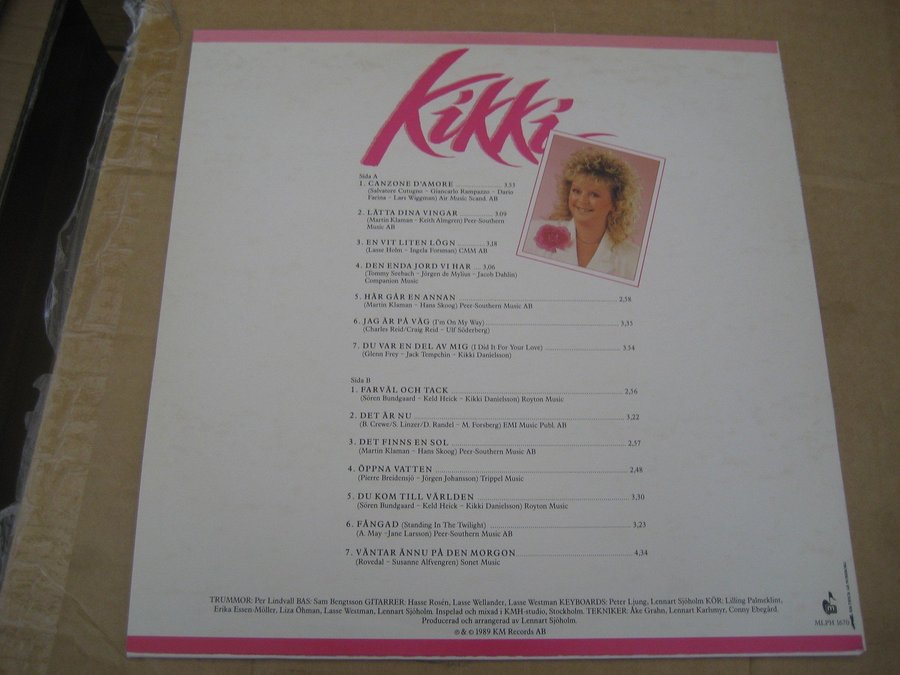 Kikki
Sida A
1. CANZONE D'AMORE ........ 3,53
(Salvatore Cutugno – Giancarlo Rampazzo – Dario
Farina – Lars Wiggman) Air Music Scand. AB
2. LÄTTA DINA VINGAR ........ 3.09
(Martin Klaman – Keith Almgren) Peer-Southern
Music AB
3. EN VIT LITEN LÖGN ........ 3,18
(Lasse Holm – Ingela Forsman) CMM AB
4. DEN ENDA JORD VI HAR ... 3,06
(Tommy Seebach – Jörgen de Mylius – Jacob Dahlin)
Companion Music
5. HÄR GÅR EN ANNAN ........ 2,58
(Martin Klaman – Hans Skoog) Peer-Southern Music AB
6. JAG ÄR PÅ VÄG (I'm On My Way) ........ 3,35
(Charles Reid/Craig Reid – Ulf Söderberg)
7. DU VAR EN DEL AV MIG (I Did It For Your Love) ........ 3.54
(Glenn Frey – Jack Tempchin – Kikki Danielsson)
Sida B
1. FARVÄL OCH TACK ........ 2,56
(Sören Bundgaard – Keld Heick – Kikki Danielsson) Royton Music
2. DET ÄR NU ........ 3,22
(B. Crewe/S. Linzer/D. Randel – M. Forsberg) EMI Music Publ. AB
3. DET FINNS EN SOL ........ 2,57
(Martin Klaman – Hans Skoog) Peer-Southern Music AB
4. ÖPPNA VATTEN ........ 2,48
(Pierre Breidensjö – Jörgen Johansson) Trippel Music
5. DU KOM TILL VÄRLDEN ........ 3,30
(Sören Bundgaard – Keld Heick – Kikki Danielsson) Royton Music
6. FÅNGAD (Standing In The Twilight) ........ 3,23
(A. May –Jane Larsson) Peer-Southern Music AB
7. VÄNTAR ÄNNU PÅ DEN MORGON ........ 4,34
(Rovedal – Susanne Alfvengren) Sonet Music
TRUMMOR: Per Lindvall BAS: Sam Bengtsson GITARRER: Hasse Rosén, Lasse Wellander, Lasse Westman KEYBOARDS: Peter Ljung, Lennart Sjöholm KÖR: Lilling Palmeklint,
Erika Essen-Möller, Liza Öhman, Lasse Westman, Lennart Sjöholm. Inspelad och mixad i KMH-studio, Stockholm. TEKNIKER: Åke Grahn, Lennart Karlsmyr, Conny Ebegård.
Producerad och arrangerad av Lennart Sjöholm.
℗ & © 1989 KM Records AB
MLPH 1670